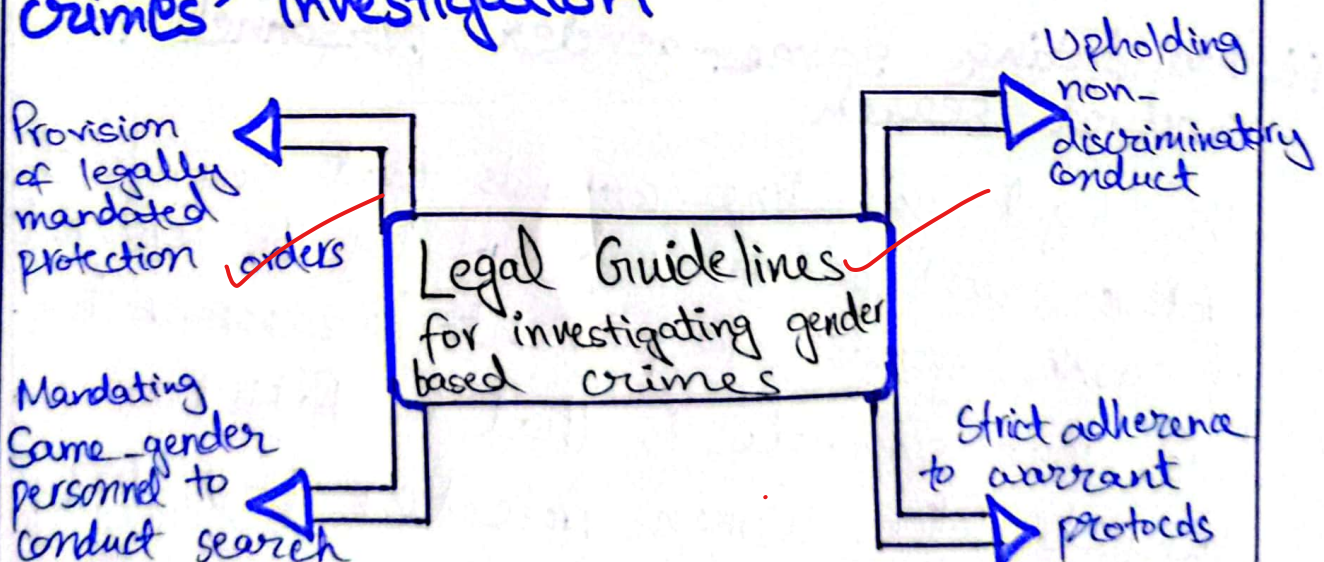 crimes' investigation
Provision
of legally
mandated
protection orders
Upholding
non-
discriminatory
conduct
Legal Guidelines
for investigating gender
based crimes
Mandating
Same-gender
personnel to
conduct search
Strict adherence
to warrant
protocols